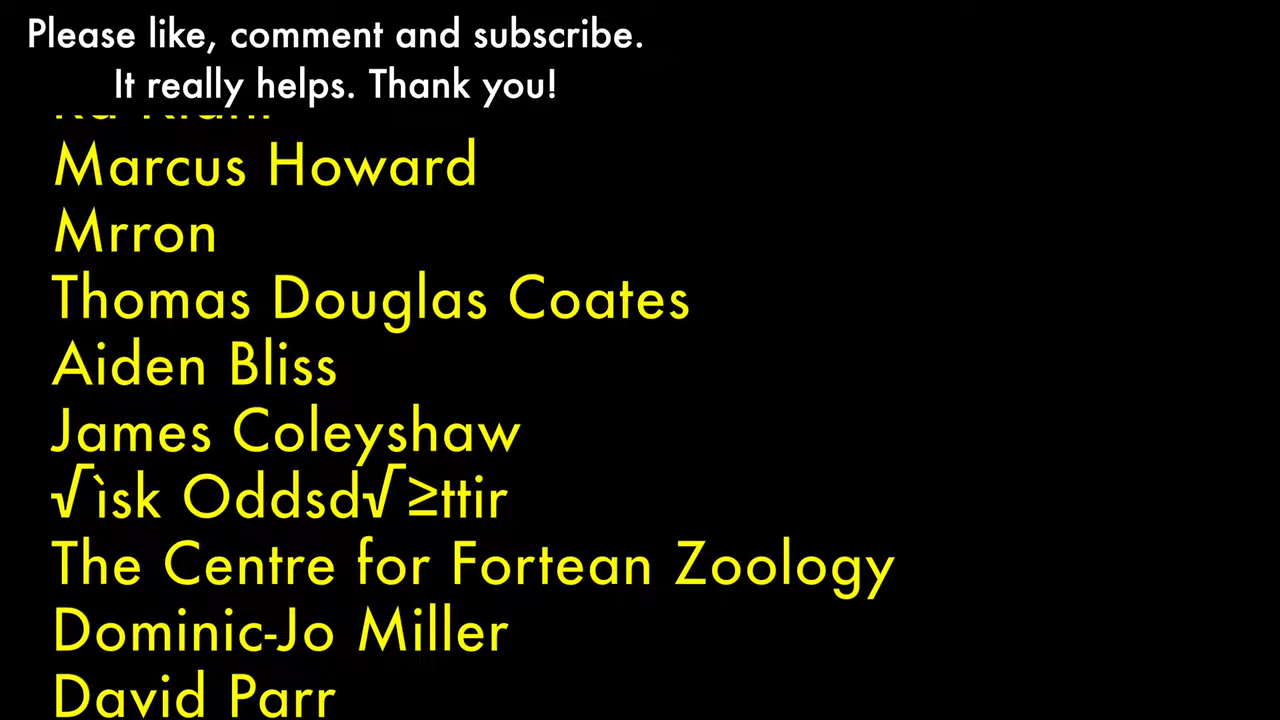 Please like, comment and subscribe.
It really helps. Thank you!
Marcus Howard
Mrron
Thomas Douglas Coates
Aiden Bliss
James Coleyshaw
√ìsk Oddsd√≥ttir
The Centre for Fortean Zoology
Dominic-Jo Miller
David Parr